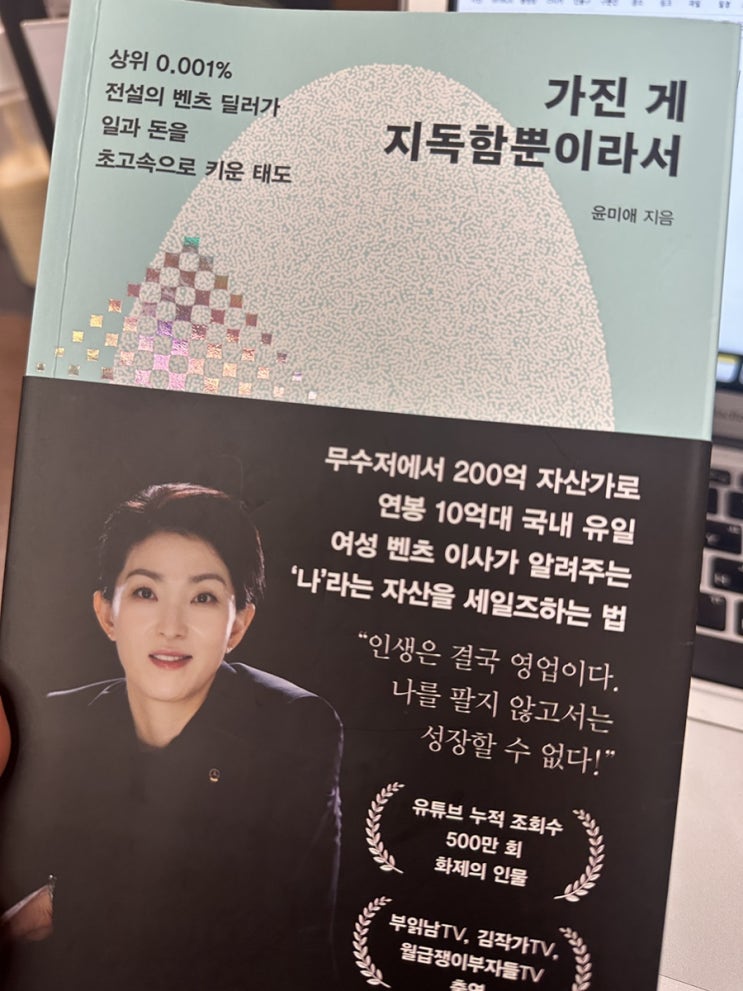 상위 0.001%
전설의 벤츠 딜러가
일과 돈을
초고속으로 키운 태도
가진 게
지독함뿐이라서
윤미애 지음
무수저에서 200억 자산가로
연봉 10억대 국내 유일
여성 벤츠 이사가 알려주는
‘나’라는 자산을 세일즈하는 법
“인생은 결국 영업이다.
나를 팔지 않고서는
성장할 수 없다!”
유튜브 누적 조회수
500만 회
화제의 인물
부읽남TV, 김작가TV,
월급쟁이부자들TV
출연